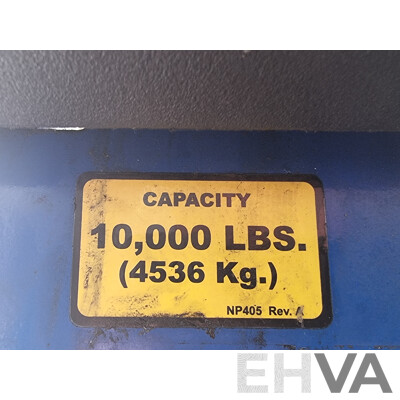 CAPACITY
10,000 LBS.
(4536 Kg.)
NP405 Rev. A
EHVA